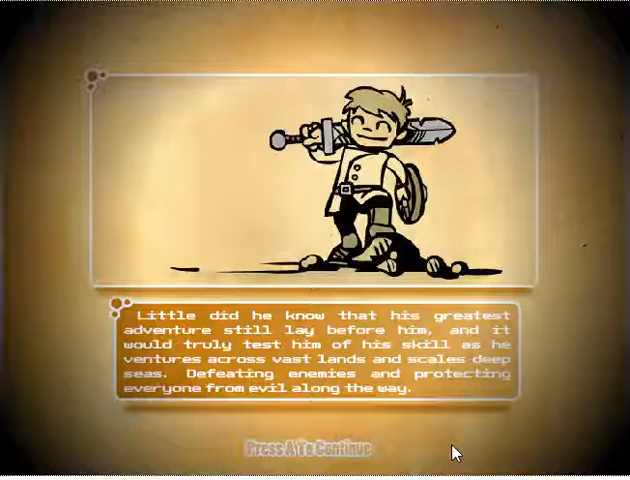 Little did he know that his greatest
adventure still lay before him, and it
would truly test him of his skill as he
ventures across vast lands and scales deep
seas. Defeating enemies and protecting
everyone from evil along the way.
Press A To Continue